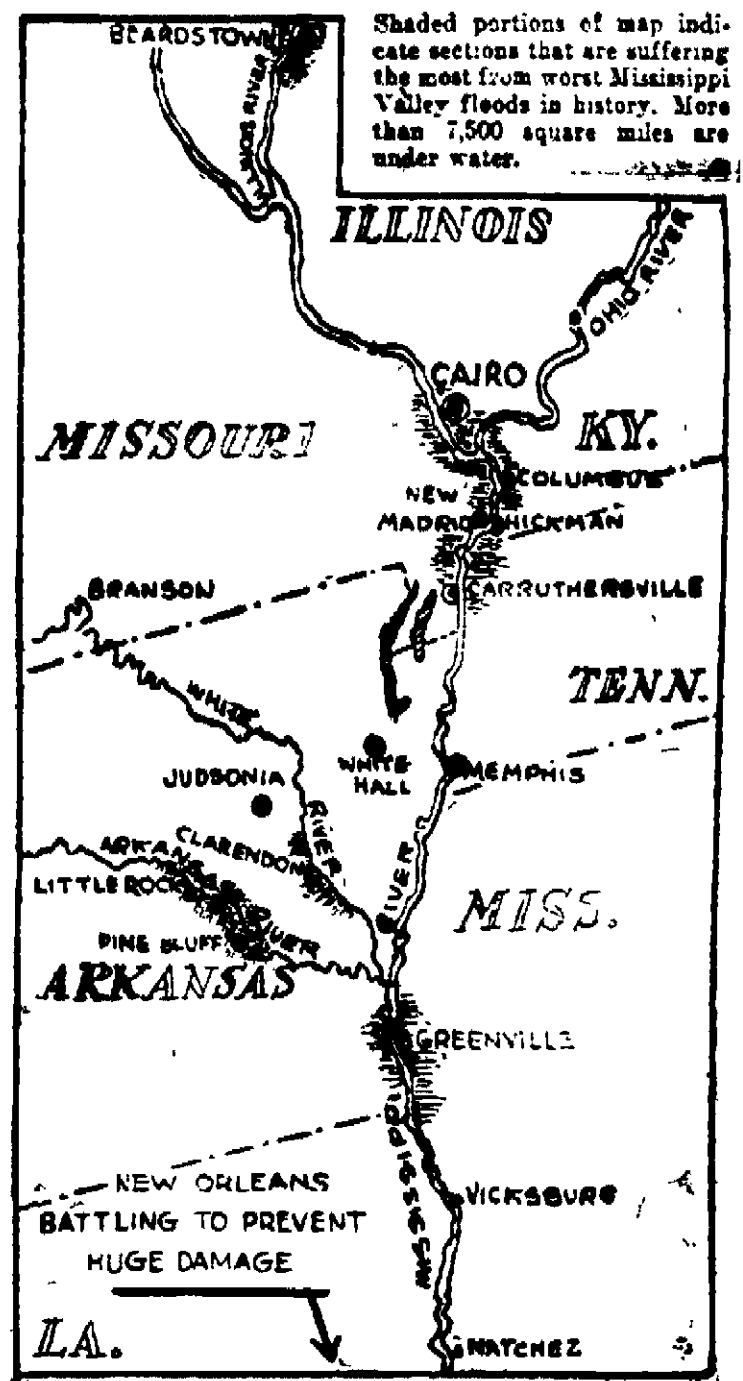 Shaded portions of map indi-
cate sections that are suffering
the most from worst Mississippi
Valley floods in history. More
than 7,500 square miles are
under water.
BEARDSTOWN
ILLINOIS RIVER
ILLINOIS
OHIO RIVER
CAIRO
MISSOURI
KY.
COLUMBUS
NEW
MADRID
HICKMAN
BRANSON
CARRUTHERSVILLE
TENN.
WHITE
RIVER
WHITE
HALL
MEMPHIS
JUDSONIA
CLARENDON
ARKANSAS RIVER
LITTLE ROCK
RIVER
MISS.
PINE BLUFF
ARKANSAS
GREENVILLE
MISSISSIPPI
NEW ORLEANS
BATTLING TO PREVENT
HUGE DAMAGE
VICKSBURG
LA.
NATCHEZ